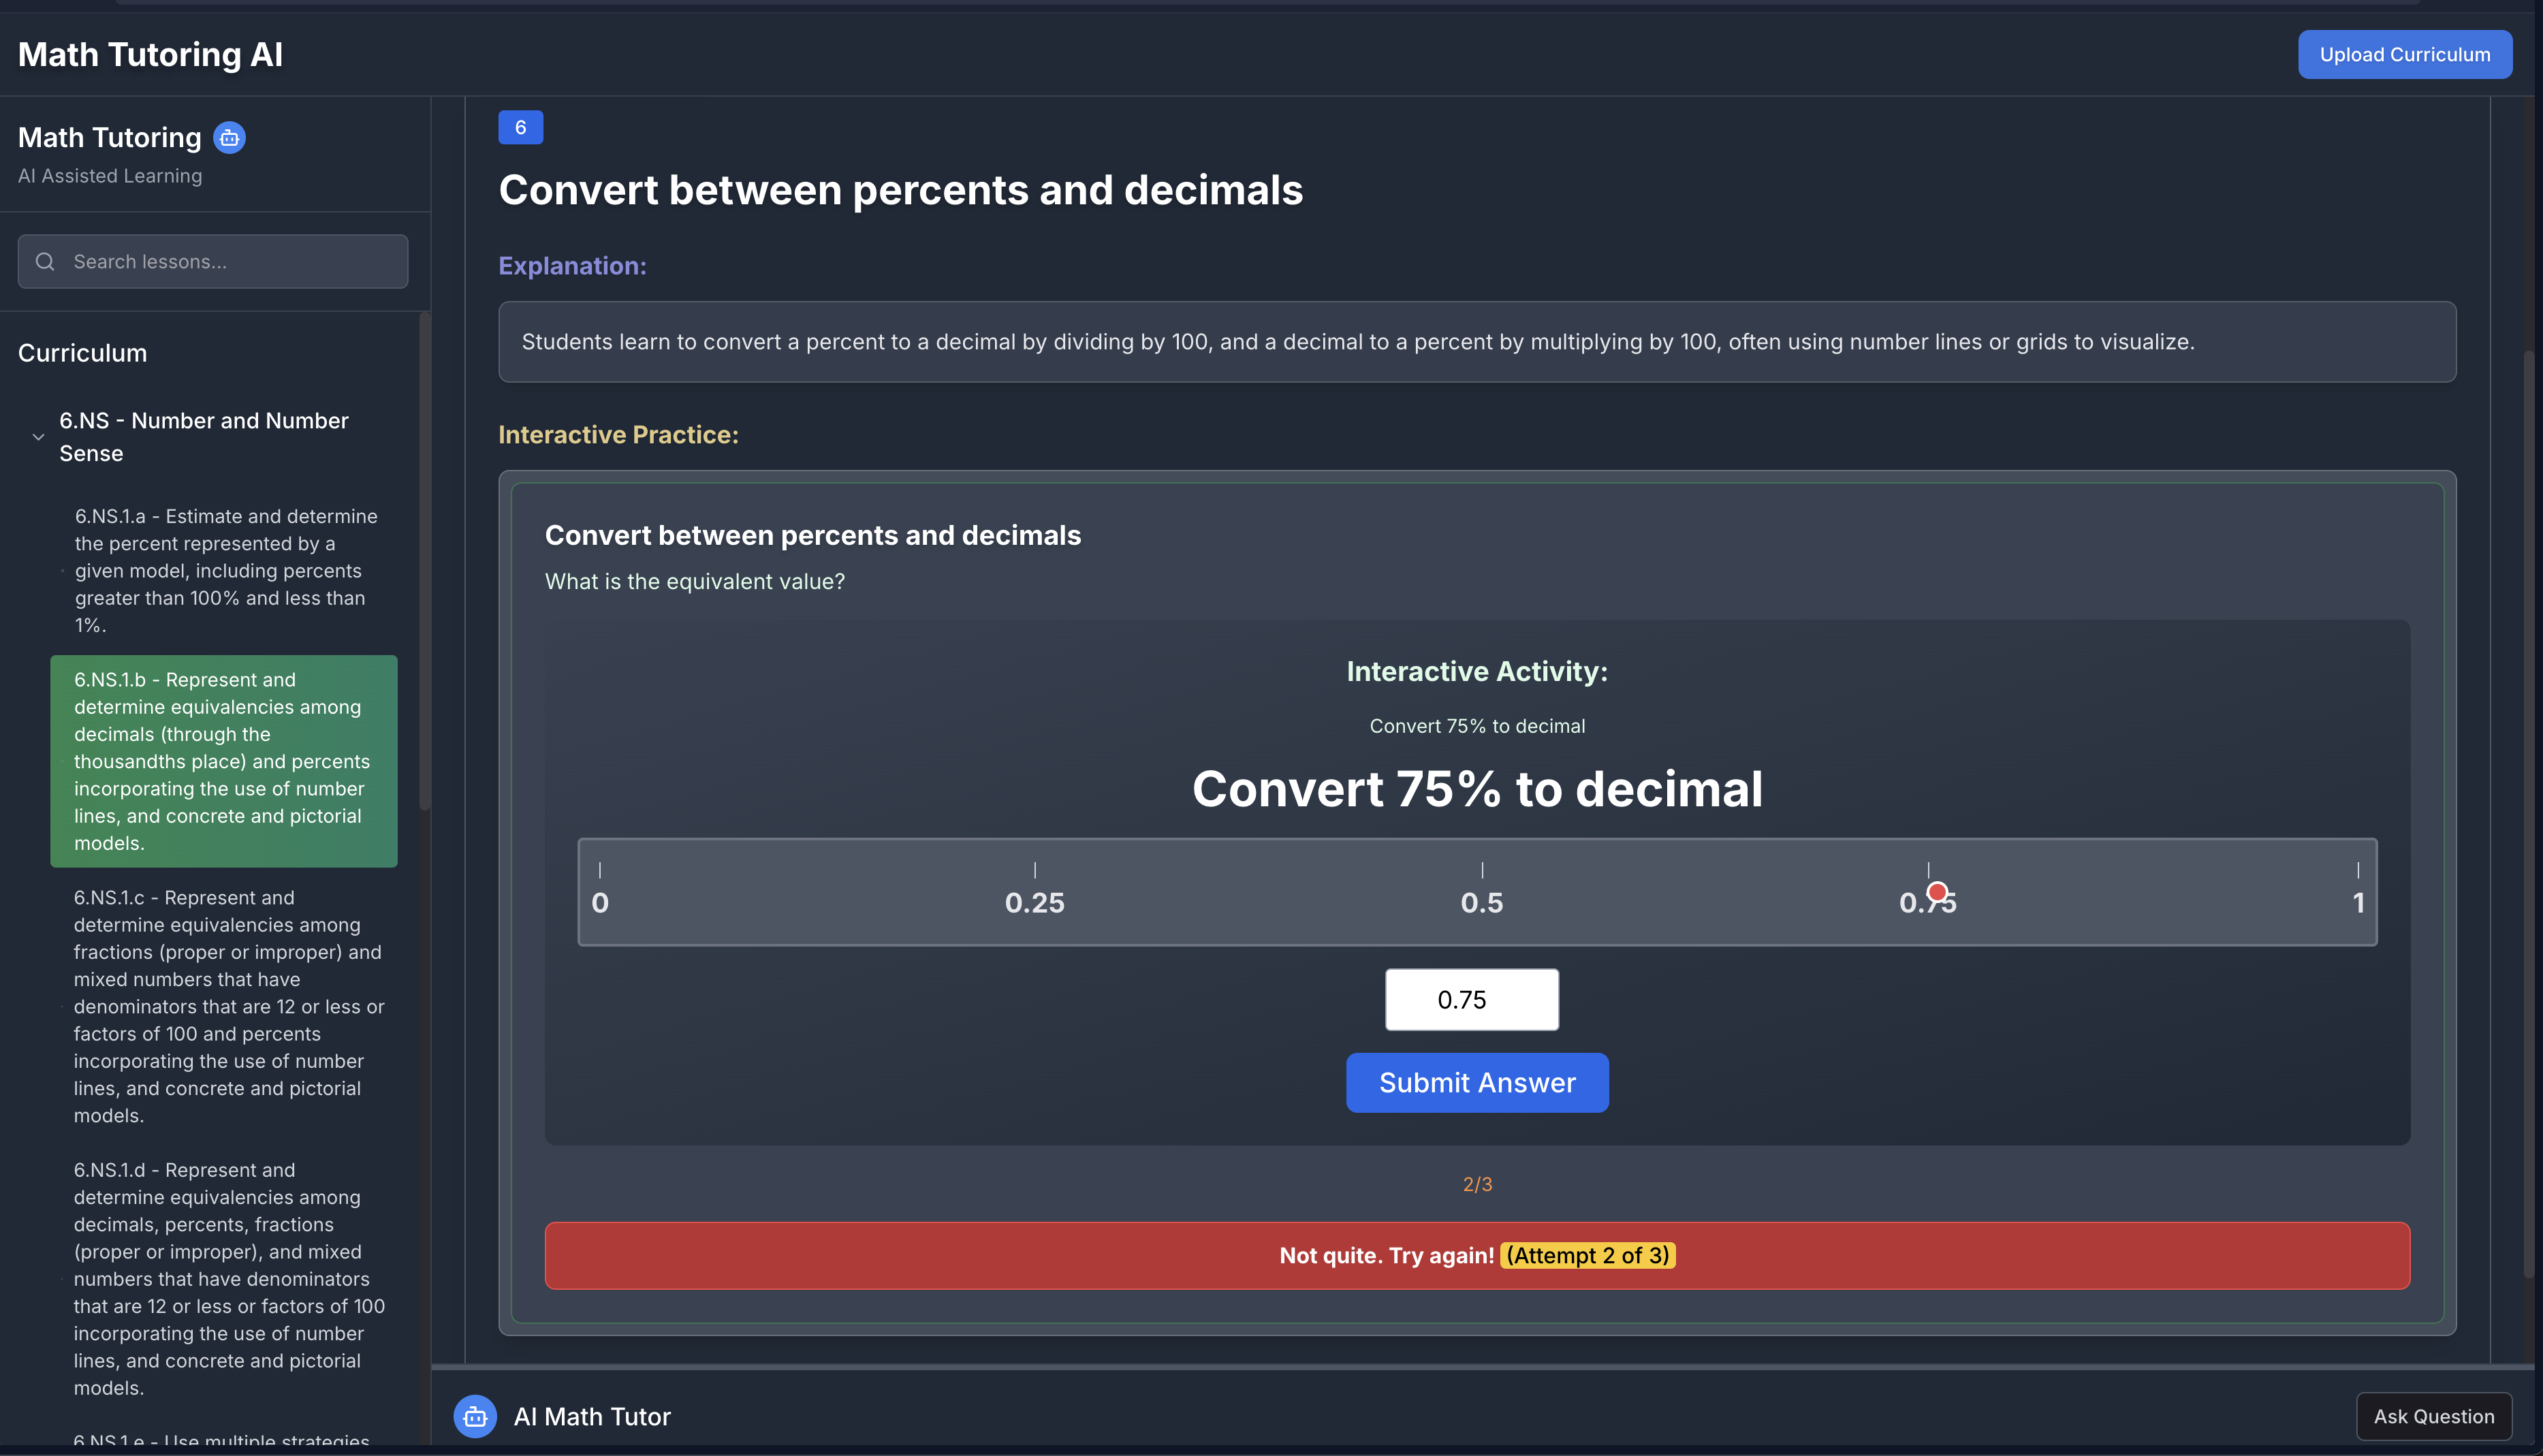 Math Tutoring AI
Upload Curriculum
Math Tutoring
AI Assisted Learning
Search lessons...
Curriculum
6.NS - Number and Number
Sense
6.NS.1.a - Estimate and determine
the percent represented by a
given model, including percents
greater than 100% and less than
1%.
6.NS.1.b - Represent and
determine equivalencies among
decimals (through the
thousandths place) and percents
incorporating the use of number
lines, and concrete and pictorial
models.
6.NS.1.c - Represent and
determine equivalencies among
fractions (proper or improper) and
mixed numbers that have
denominators that are 12 or less or
factors of 100 and percents
incorporating the use of number
lines, and concrete and pictorial
models.
6.NS.1.d - Represent and
determine equivalencies among
decimals, percents, fractions
(proper or improper), and mixed
numbers that have denominators
that are 12 or less or factors of 100
incorporating the use of number
lines, and concrete and pictorial
models.
6.NS.1.e - Use multiple strategies
6
Convert between percents and decimals
Explanation:
Students learn to convert a percent to a decimal by dividing by 100, and a decimal to a percent by multiplying by 100, often using number lines or grids to visualize.
Interactive Practice:
Convert between percents and decimals
What is the equivalent value?
Interactive Activity:
Convert 75% to decimal
Convert 75% to decimal
0 0.25 0.5 0.75 1
0.75
Submit Answer
2/3
Not quite. Try again! (Attempt 2 of 3)
AI Math Tutor
Ask Question